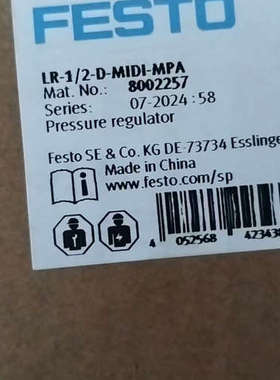 FESTO
LR-1/2-D-MIDI-MPA
Mat. No.: 8002257
Series: 07-2024 : 58
Pressure regulator
Festo SE & Co. KG DE-73734 Essling
Made in China
www.festo.com/sp
4 052568